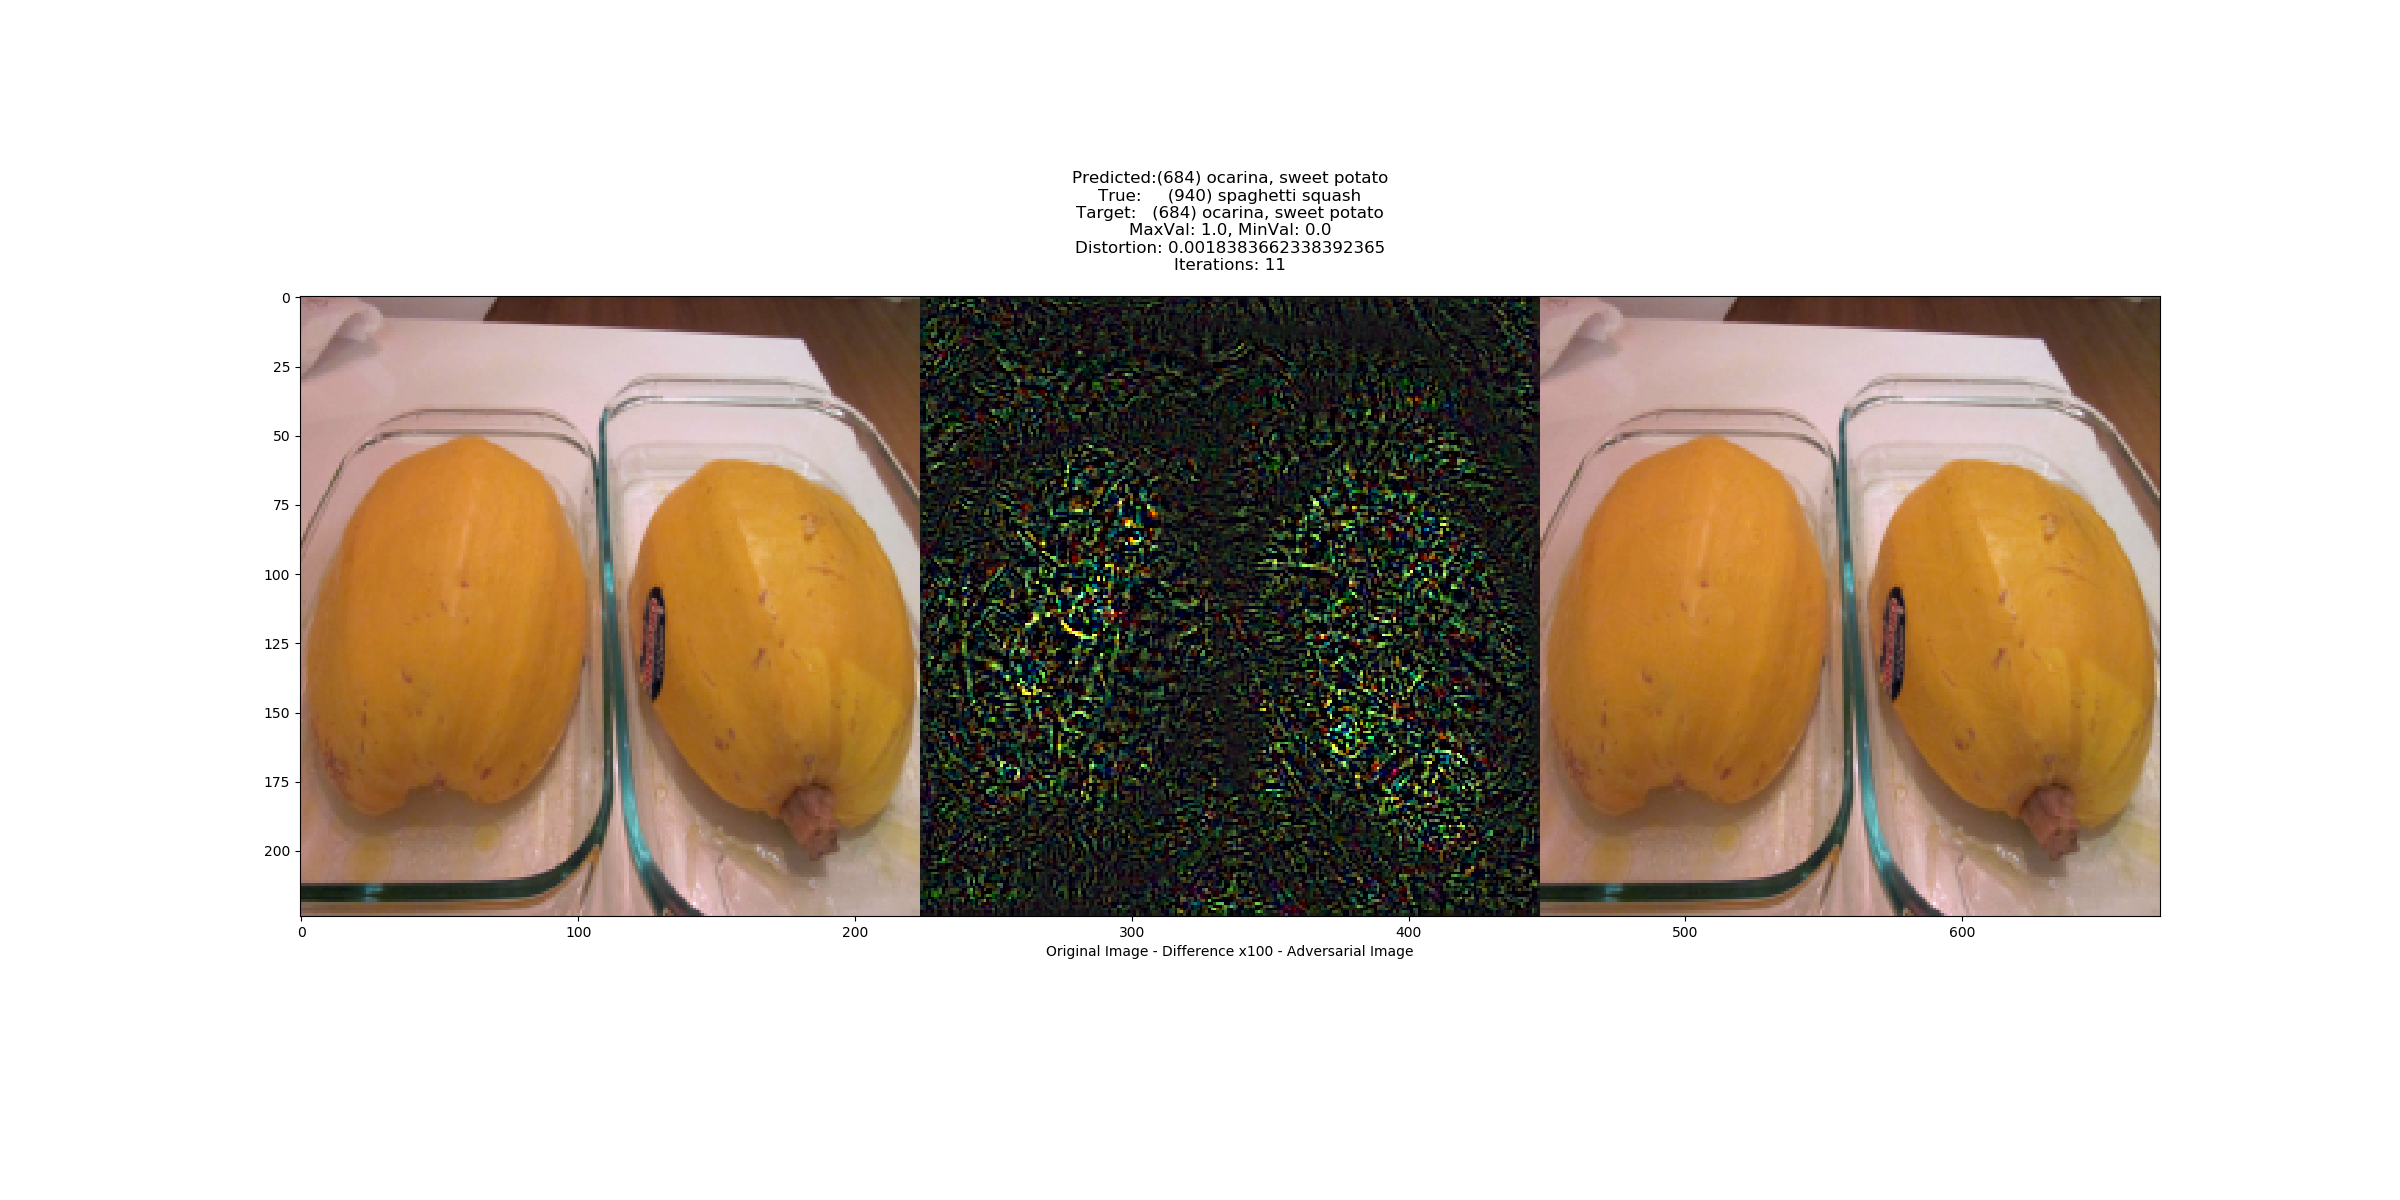 Predicted:(684) ocarina, sweet potato
True: (940) spaghetti squash
Target: (684) ocarina, sweet potato
MaxVal: 1.0, MinVal: 0.0
Distortion: 0.0018383662338392365
Iterations: 11
0
25
50
75
100
125
150
175
200
0 100 200 300 400 500 600
Original Image - Difference x100 - Adversarial Image